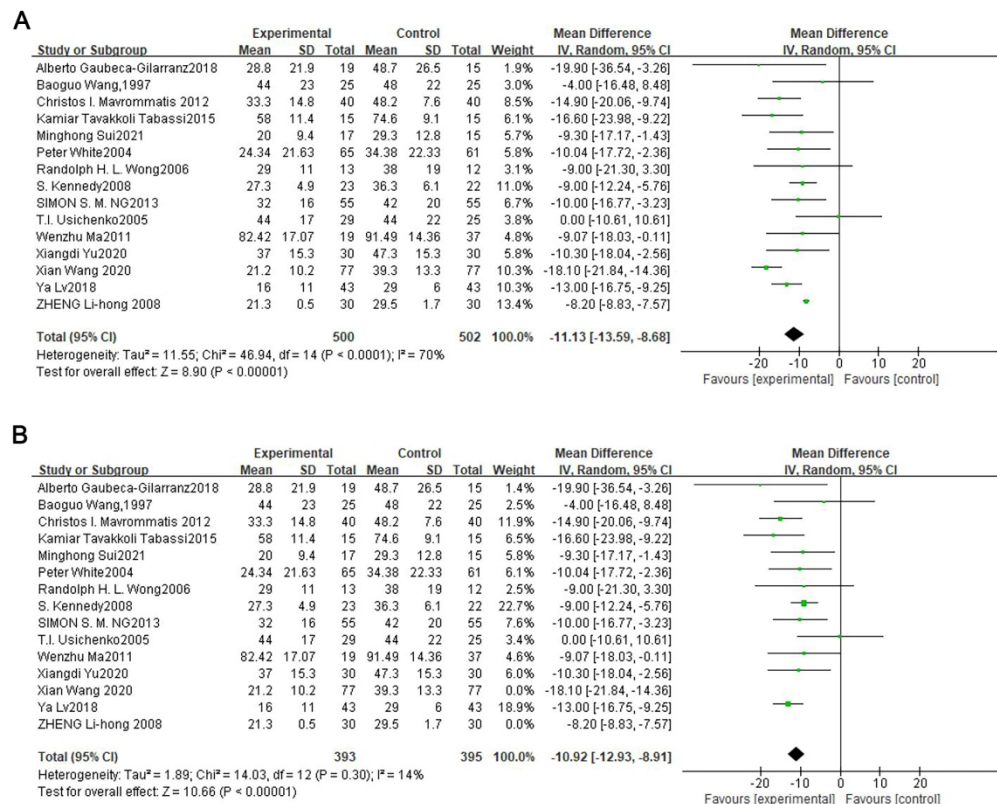 A
Experimental Control Mean Difference Mean Difference
Study or Subgroup Mean SD Total Mean SD Total Weight IV, Random, 95% CI IV, Random, 95% CI
Alberto Gaubeca-Gilarranz2018 28.8 21.9 19 48.7 26.5 15 1.9% -19.90 [-36.54, -3.26]
Baoguo Wang,1997 44 23 25 48 22 25 3.0% -4.00 [-16.48, 8.48]
Christos I. Mavrommatis 2012 33.3 14.8 40 48.2 7.6 40 8.6% -14.90 [-20.06, -9.74]
Kamiar Tavakkoli Tabassi2015 58 11.4 15 74.6 9.1 15 6.1% -16.60 [-23.98, -9.22]
Minghong Sui2021 20 9.4 17 29.3 12.8 15 5.6% -9.30 [-17.17, -1.43]
Peter White2004 24.34 21.63 65 34.38 22.33 61 5.8% -10.04 [-17.72, -2.36]
Randolph H. L. Wong2006 29 11 13 38 19 12 3.1% -9.00 [-21.30, 3.30]
S. Kennedy2008 27.3 4.9 23 36.3 6.1 22 11.0% -9.00 [-12.24, -5.76]
SIMON S. M. NG2013 32 16 55 42 20 55 6.7% -10.00 [-16.77, -3.23]
T.I. Usichenko2005 44 17 29 44 22 25 3.8% 0.00 [-10.61, 10.61]
Wenzhu Ma2011 82.42 17.07 19 91.49 14.36 37 4.8% -9.07 [-18.03, -0.11]
Xiangdi Yu2020 37 15.3 30 47.3 15.3 30 5.8% -10.30 [-18.04, -2.56]
Xian Wang 2020 21.2 10.2 77 39.3 13.3 77 10.3% -18.10 [-21.84, -14.36]
Ya Lv2018 16 11 43 29 6 43 10.2% -13.00 [-16.75, -9.25]
ZHENG Li-hong 2008 21.3 0.5 30 29.5 1.7 30 13.4% -8.20 [-8.83, -7.57]
Total (95% CI) 500 502 100.0% -11.13 [-13.59, -8.68]
Heterogeneity: Tau² = 11.55; Chi² = 46.94, df = 14 (P < 0.0001); I² = 70%
Test for overall effect: Z = 8.90 (P < 0.00001)
-20 -10 0 10 20
Favours [experimental] Favours [control]
B
Experimental Control Mean Difference Mean Difference
Study or Subgroup Mean SD Total Mean SD Total Weight IV, Random, 95% CI IV, Random, 95% CI
Alberto Gaubeca-Gilarranz2018 28.8 21.9 19 48.7 26.5 15 1.4% -19.90 [-36.54, -3.26]
Baoguo Wang,1997 44 23 25 48 22 25 2.5% -4.00 [-16.48, 8.48]
Christos I. Mavrommatis 2012 33.3 14.8 40 48.2 7.6 40 11.9% -14.90 [-20.06, -9.74]
Kamiar Tavakkoli Tabassi2015 58 11.4 15 74.6 9.1 15 6.5% -16.60 [-23.98, -9.22]
Minghong Sui2021 20 9.4 17 29.3 12.8 15 5.8% -9.30 [-17.17, -1.43]
Peter White2004 24.34 21.63 65 34.38 22.33 61 6.1% -10.04 [-17.72, -2.36]
Randolph H. L. Wong2006 29 11 13 38 19 12 2.5% -9.00 [-21.30, 3.30]
S. Kennedy2008 27.3 4.9 23 36.3 6.1 22 22.7% -9.00 [-12.24, -5.76]
SIMON S. M. NG2013 32 16 55 42 20 55 7.6% -10.00 [-16.77, -3.23]
T.I. Usichenko2005 44 17 29 44 22 25 3.4% 0.00 [-10.61, 10.61]
Wenzhu Ma2011 82.42 17.07 19 91.49 14.36 37 4.6% -9.07 [-18.03, -0.11]
Xiangdi Yu2020 37 15.3 30 47.3 15.3 30 6.0% -10.30 [-18.04, -2.56]
Xian Wang 2020 21.2 10.2 77 39.3 13.3 77 0.0% -18.10 [-21.84, -14.36]
Ya Lv2018 16 11 43 29 6 43 18.9% -13.00 [-16.75, -9.25]
ZHENG Li-hong 2008 21.3 0.5 30 29.5 1.7 30 0.0% -8.20 [-8.83, -7.57]
Total (95% CI) 393 395 100.0% -10.92 [-12.93, -8.91]
Heterogeneity: Tau² = 1.89; Chi² = 14.03, df = 12 (P = 0.30); I² = 14%
Test for overall effect: Z = 10.66 (P < 0.00001)
-20 -10 0 10 20
Favours [experimental] Favours [control]